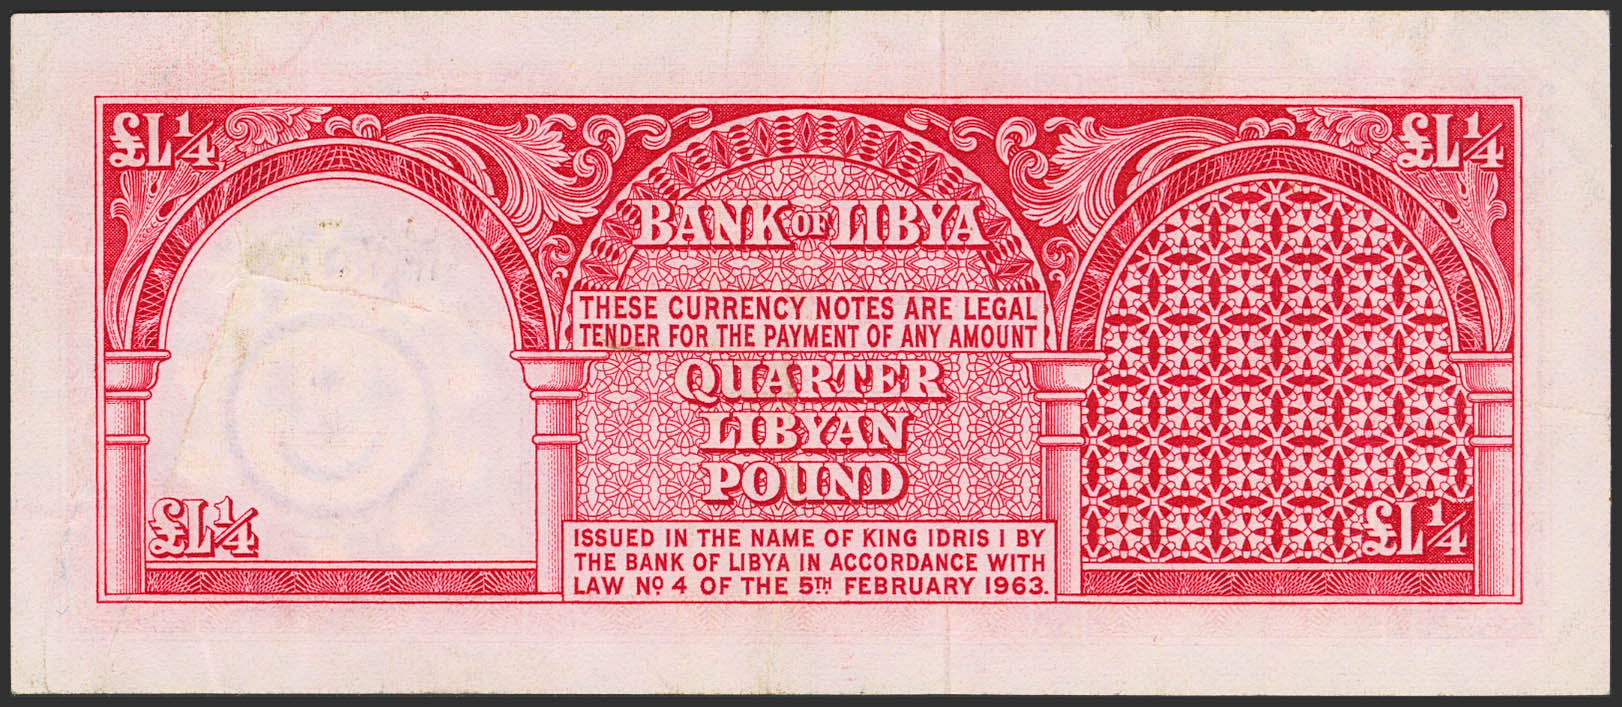 £L¼
£L¼
BANK OF LIBYA
THESE CURRENCY NOTES ARE LEGAL
TENDER FOR THE PAYMENT OF ANY AMOUNT
QUARTER
LIBYAN
POUND
£L¼
£L¼
ISSUED IN THE NAME OF KING IDRIS I BY
THE BANK OF LIBYA IN ACCORDANCE WITH
LAW Nº 4 OF THE 5TH FEBRUARY 1963.